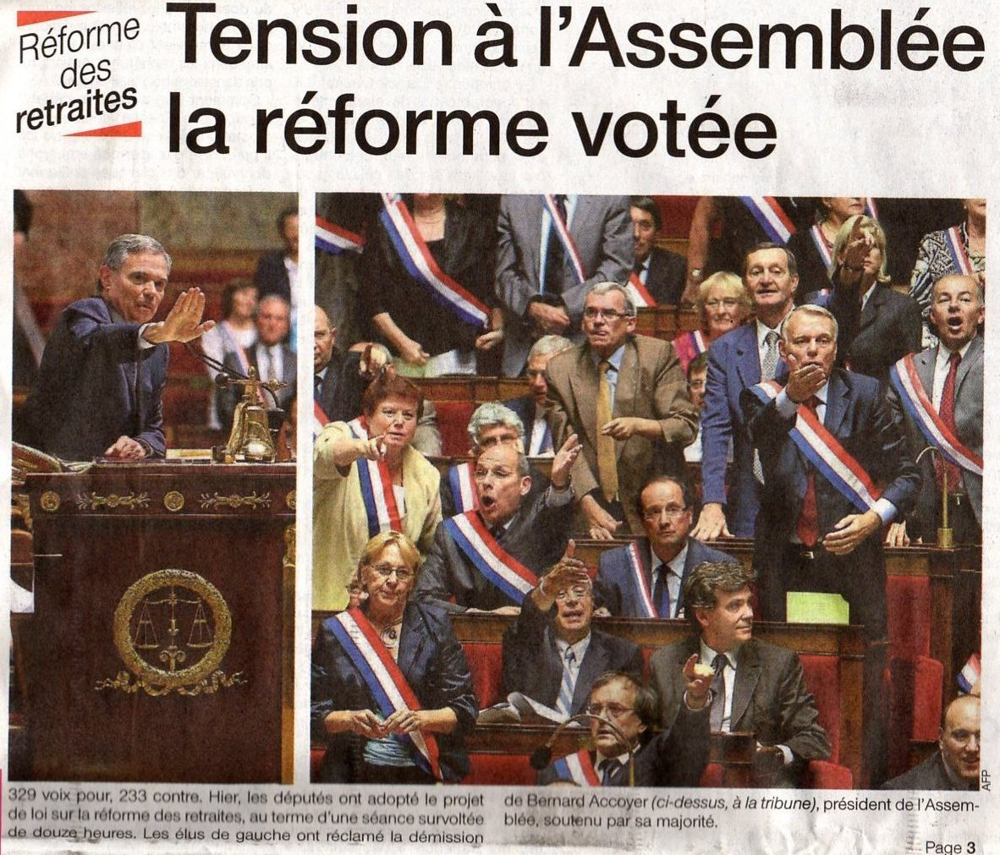 Réforme
des
retraites
Tension à l'Assemblée
la réforme votée
329 voix pour, 233 contre. Hier, les députés ont adopté le projet
de loi sur la réforme des retraites, au terme d'une séance survoltée
de douze heures. Les élus de gauche ont réclamé la démission
de Bernard Accoyer (ci-dessus, à la tribune), président de l'Assem-
blée, soutenu par sa majorité.
AFP
Page 3